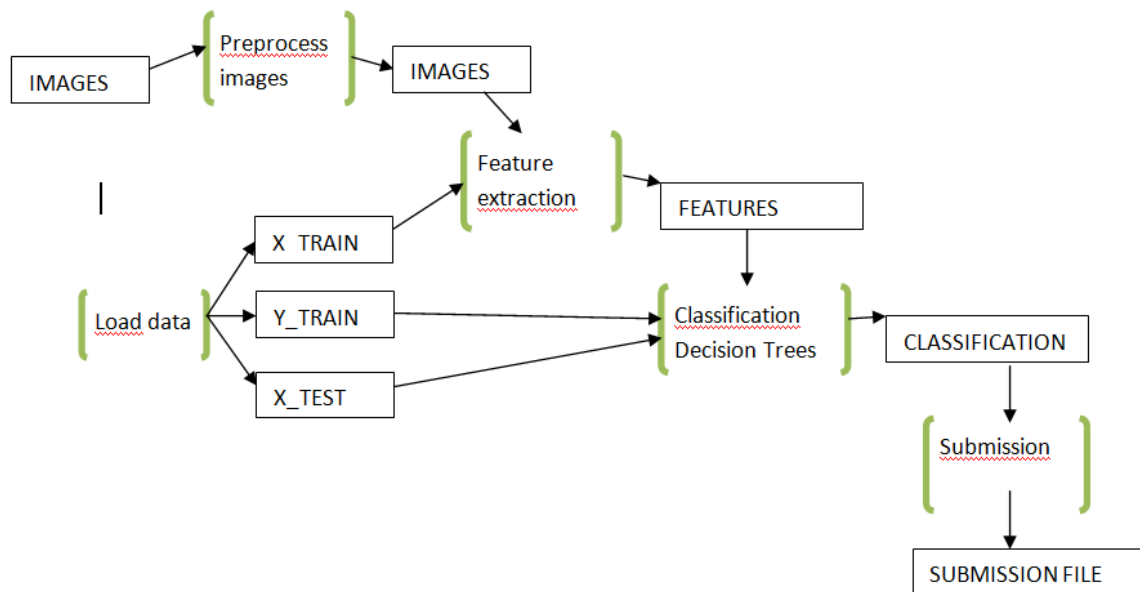 IMAGES
Preprocess
images
IMAGES
Feature
extraction
FEATURES
X_TRAIN
Load data
Y_TRAIN
X_TEST
Classification
Decision Trees
CLASSIFICATION
Submission
SUBMISSION FILE